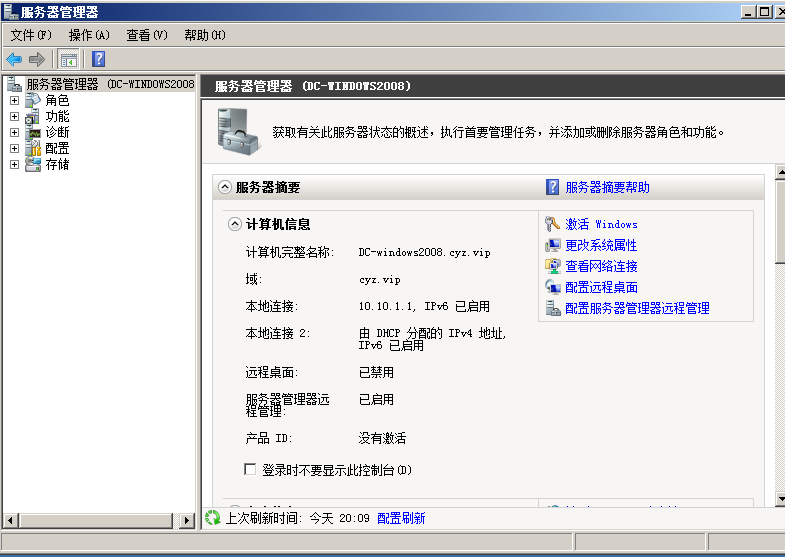 服务器管理器
文件(F) 操作(A) 查看(V) 帮助(H)
服务器管理器 (DC-WINDOWS2008
角色
功能
诊断
配置
存储
服务器管理器 (DC-WINDOWS2008)
获取有关此服务器状态的概述，执行首要管理任务，并添加或删除服务器角色和功能。
服务器摘要
服务器摘要帮助
计算机信息
计算机完整名称: DC-windows2008.cyz.vip
域: cyz.vip
本地连接: 10.10.1.1, IPv6 已启用
本地连接 2: 由 DHCP 分配的 IPv4 地址,
IPv6 已启用
远程桌面: 已禁用
服务器管理器远
程管理:
已启用
产品 ID: 没有激活
登录时不要显示此控制台(D)
激活 Windows
更改系统属性
查看网络连接
配置远程桌面
配置服务器管理器远程管理
上次刷新时间: 今天 20:09 配置刷新